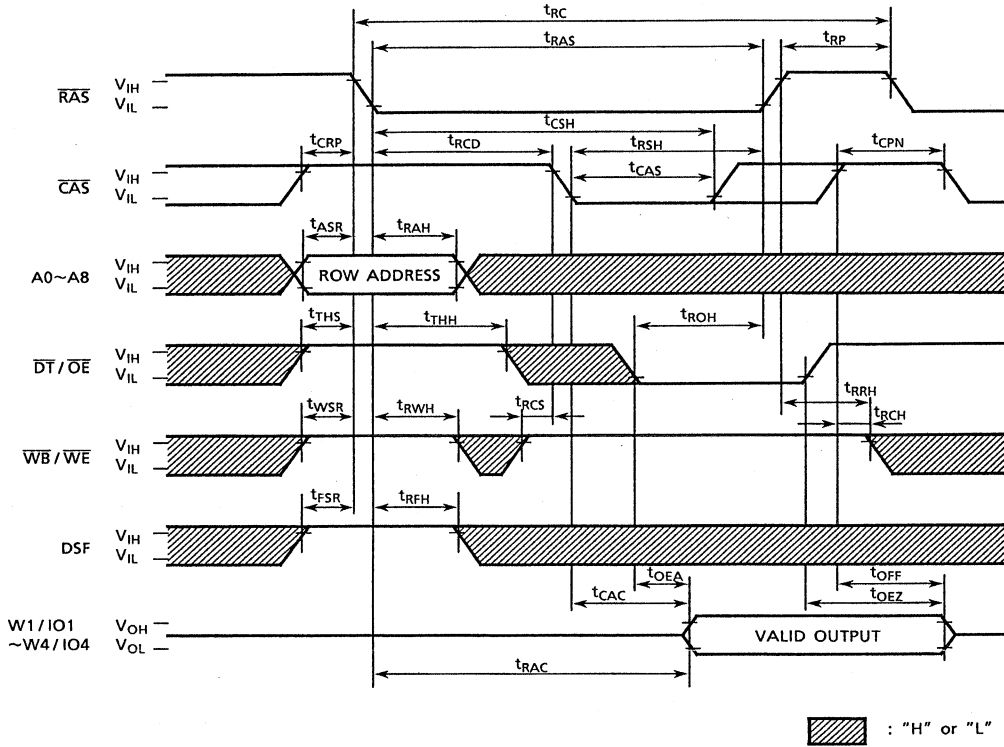 tRC
tRAS
tRP
RAS
VIH
VIL
tCSH
tCRP
tRCD
tRSH
tCPN
CAS
VIH
VIL
tCAS
tASR
tRAH
A0~A8
VIH
VIL
ROW ADDRESS
tTHS
tTHH
tROH
DT/OE
VIH
VIL
tWSR
tRWH
tRCS
tRRH
tRCH
WB/WE
VIH
VIL
tFSR
tRFH
DSF
VIH
VIL
tOEA
tOFF
tCAC
tOEZ
W1/IO1
~W4/IO4
VOH
VOL
VALID OUTPUT
tRAC
: "H" or "L"